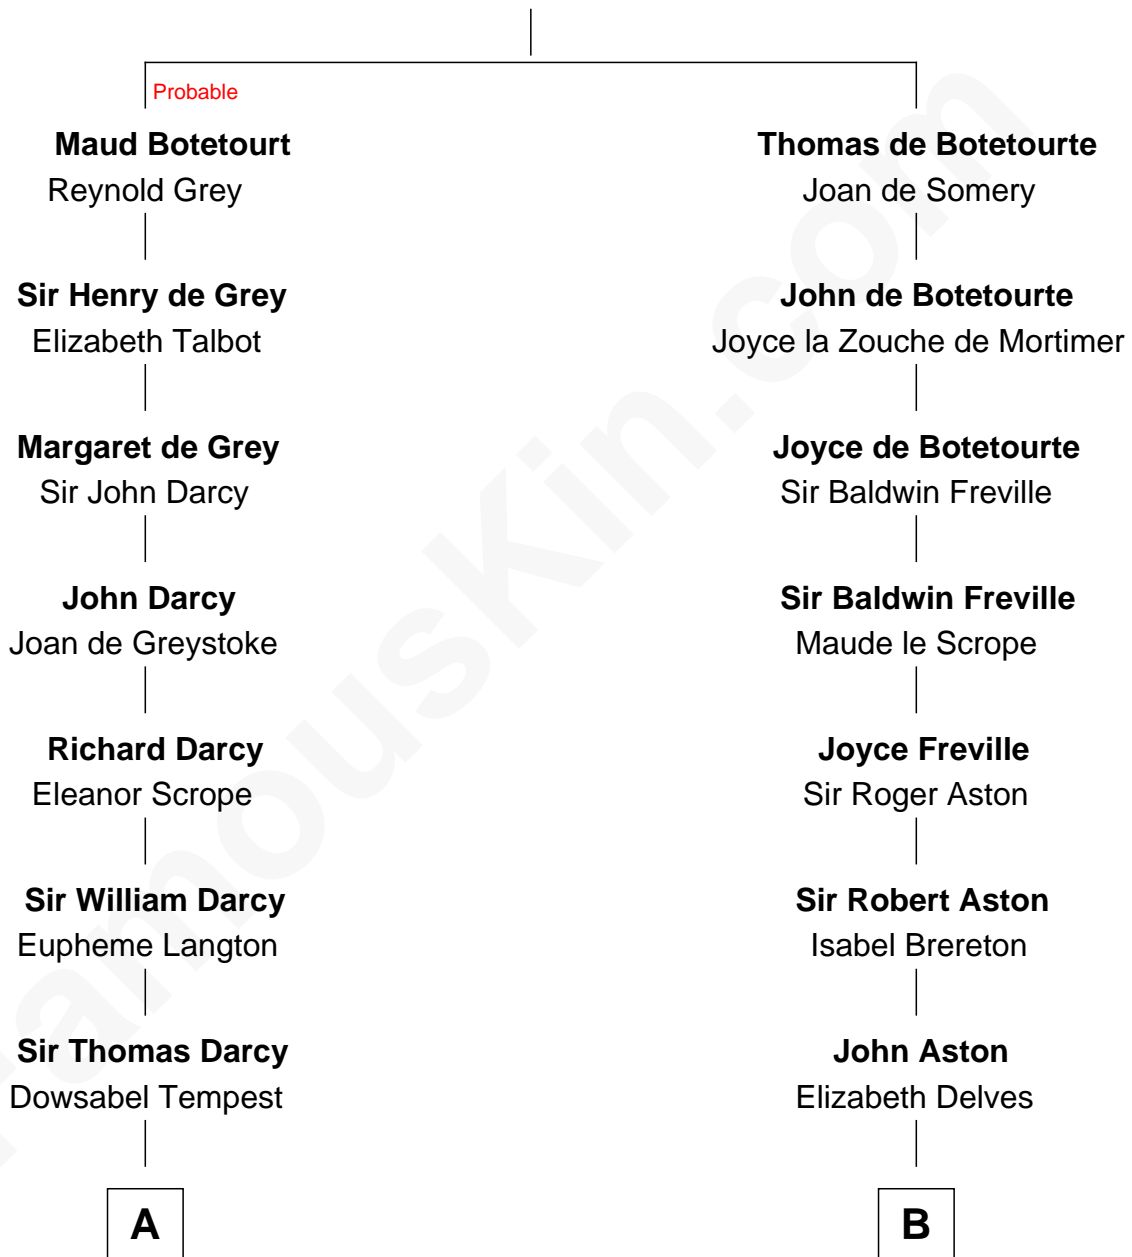 Probable
Maud Botetourt
Reynold Grey
Sir Henry de Grey
Elizabeth Talbot
Margaret de Grey
Sir John Darcy
John Darcy
Joan de Greystoke
Richard Darcy
Eleanor Scrope
Sir William Darcy
Eupheme Langton
Sir Thomas Darcy
Dowsabel Tempest
A
Thomas de Botetourte
Joan de Somery
John de Botetourte
Joyce la Zouche de Mortimer
Joyce de Botetourte
Sir Baldwin Freville
Sir Baldwin Freville
Maude le Scrope
Joyce Freville
Sir Roger Aston
Sir Robert Aston
Isabel Brereton
John Aston
Elizabeth Delves
B
FamousKin.com